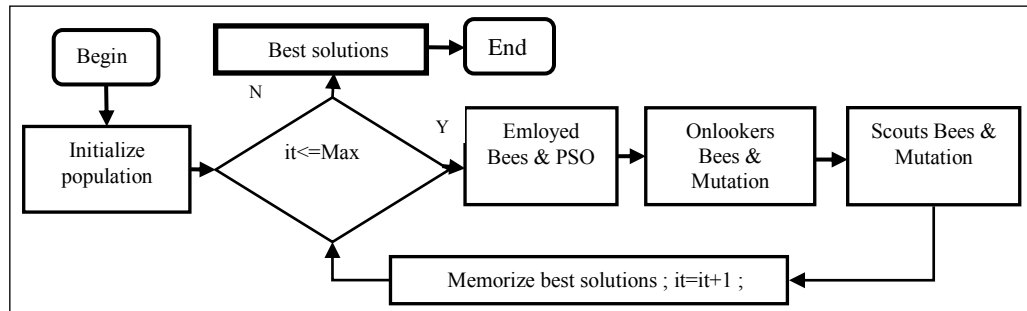 Begin
Best solutions
End
N
Initialize
population
it<=Max
Y
Emloyed
Bees & PSO
Onlookers
Bees &
Mutation
Scouts Bees &
Mutation
Memorize best solutions ; it=it+1 ;